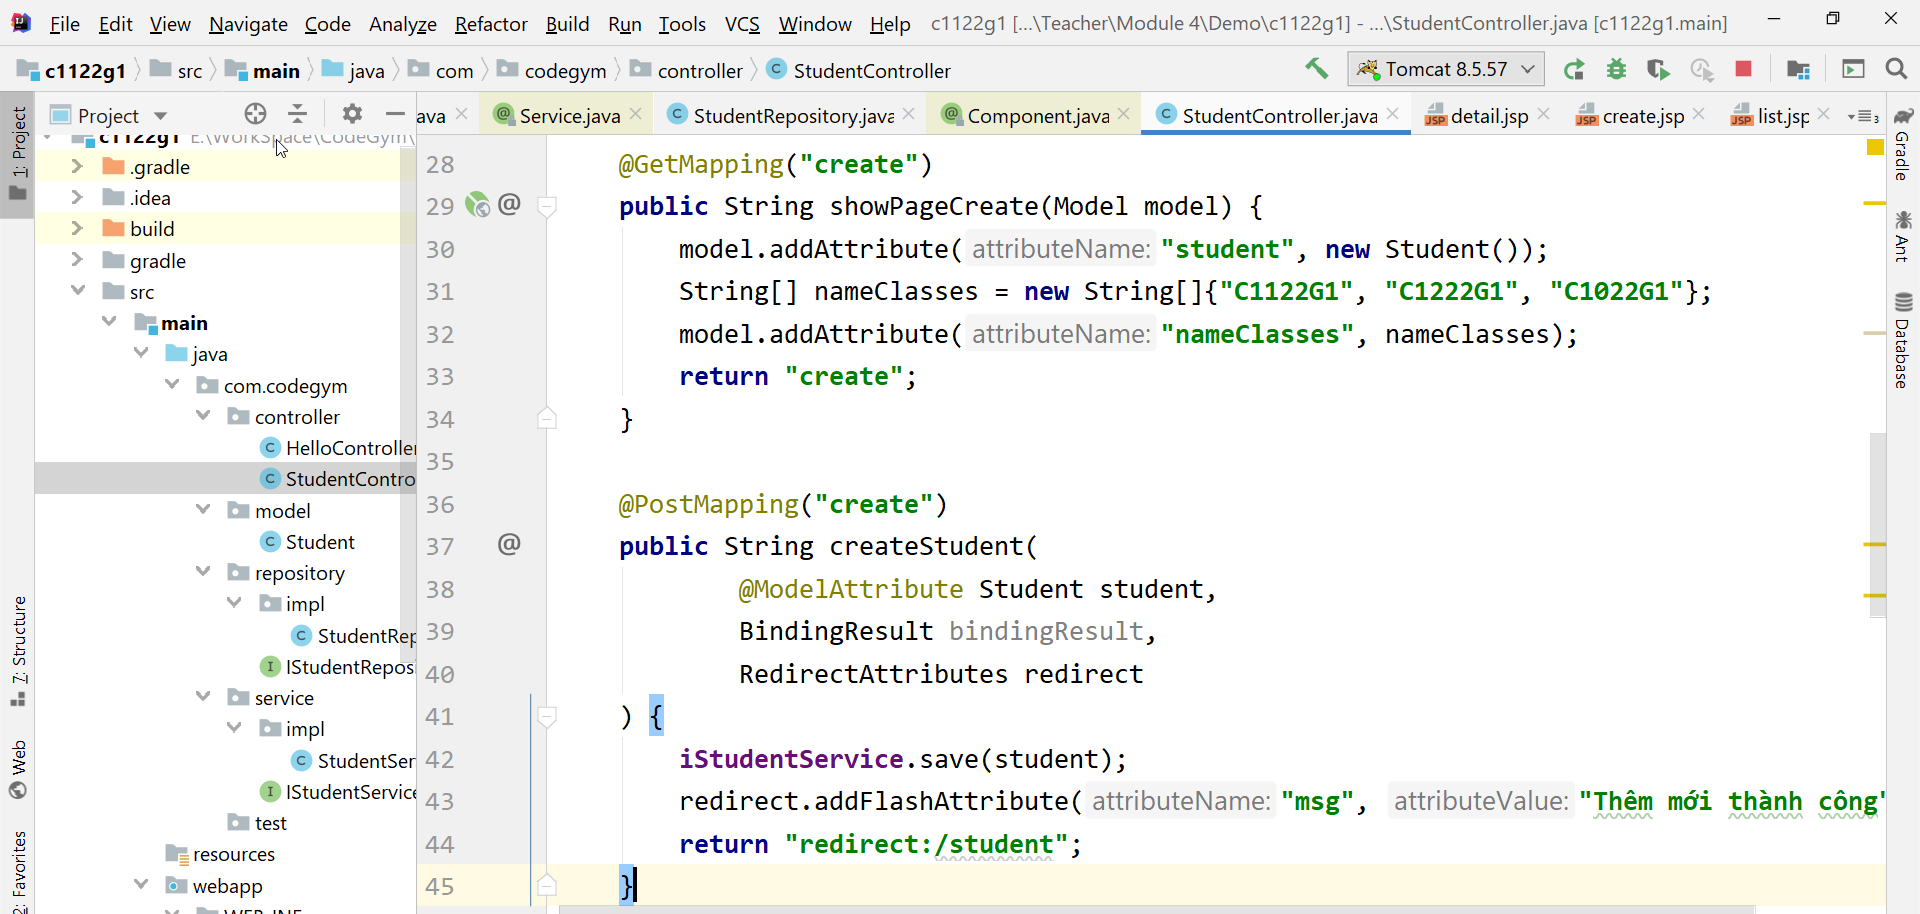 File Edit View Navigate Code Analyze Refactor Build Run Tools VCS Window Help c1122g1 [...\Teacher\Module 4\Demo\c1122g1] - ...\StudentController.java [c1122g1.main]
c1122g1 src main java com codegym controller StudentController Tomcat 8.5.57
Project ava Service.java StudentRepository.java Component.java StudentController.java detail.jsp create.jsp list.jsp 3
1: Project
7: Structure
Web
2: Favorites
c1122g1 E:\WorkSpace\CodeGym\
.gradle
.idea
build
gradle
src
main
java
com.codegym
controller
HelloController
StudentContro
model
Student
repository
impl
StudentRep
IStudentRepos
service
impl
StudentSer
IStudentService
test
resources
webapp
WEB-INF
28 @GetMapping("create")
29 public String showPageCreate(Model model) {
30 model.addAttribute( attributeName: "student", new Student());
31 String[] nameClasses = new String[]{"C1122G1", "C1222G1", "C1022G1"};
32 model.addAttribute( attributeName: "nameClasses", nameClasses);
33 return "create";
34 }
35
36 @PostMapping("create")
37 public String createStudent(
38 @ModelAttribute Student student,
39 BindingResult bindingResult,
40 RedirectAttributes redirect
41 ) {
42 iStudentService.save(student);
43 redirect.addFlashAttribute( attributeName: "msg", attributeValue: "Thêm mới thành công"
44 return "redirect:/student";
45 }
Gradle
Ant
Database